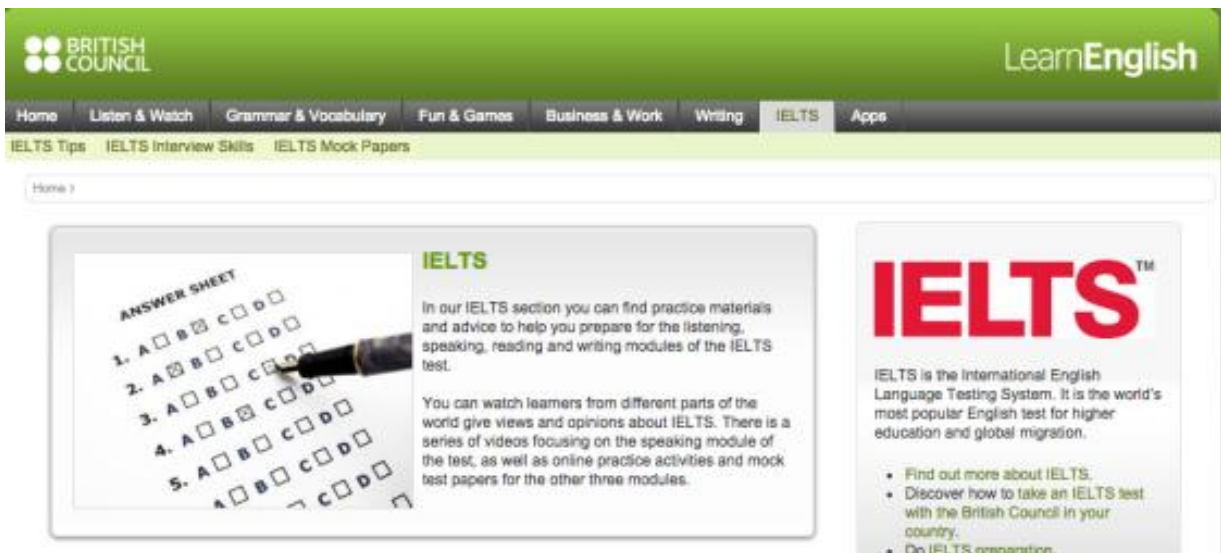 BRITISH
COUNCIL
LearnEnglish
Home Listen & Watch Grammar & Vocabulary Fun & Games Business & Work Writing IELTS Apps
IELTS Tips IELTS Interview Skills IELTS Mock Papers
Home ›
ANSWER SHEET
1. A B C D
2. A B C D
3. A B C D
4. A B C D
5. A B C D
A B C D
IELTS
In our IELTS section you can find practice materials
and advice to help you prepare for the listening,
speaking, reading and writing modules of the IELTS
test.
You can watch learners from different parts of the
world give views and opinions about IELTS. There is a
series of videos focusing on the speaking module of
the test, as well as online practice activities and mock
test papers for the other three modules.
IELTS™
IELTS is the International English
Language Testing System. It is the world's
most popular English test for higher
education and global migration.
• Find out more about IELTS.
• Discover how to take an IELTS test
with the British Council in your
country.
• Do IELTS preparation.